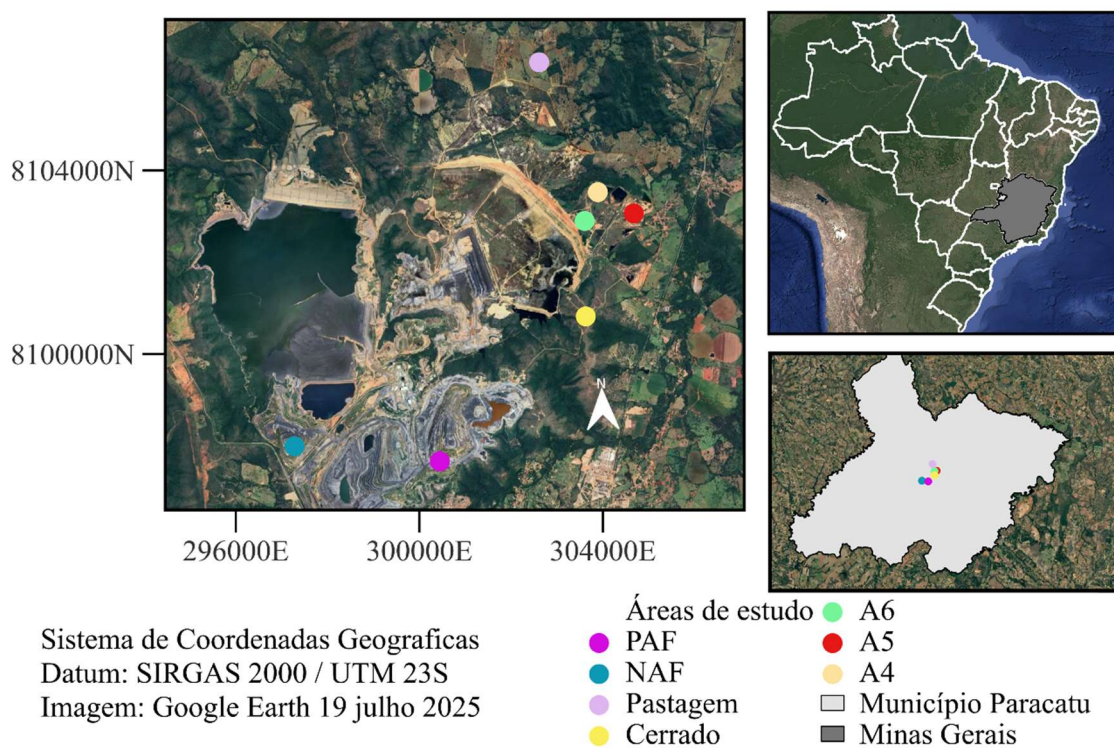 8104000N
8100000N
N
296000E
300000E
304000E
Sistema de Coordenadas Geograficas
Datum: SIRGAS 2000 / UTM 23S
Imagem: Google Earth 19 julho 2025
Áreas de estudo
PAF
NAF
Pastagem
Cerrado
A6
A5
A4
Município Paracatu
Minas Gerais